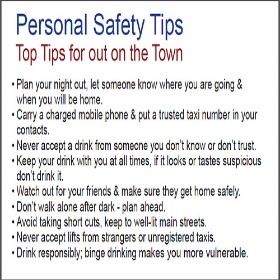 Personal Safety Tips
Top Tips for out on the Town
• Plan your night out, let someone know where you are going &
when you will be home.
• Carry a charged mobile phone & put a trusted taxi number in your
contacts.
• Never accept a drink from someone you don't know or don't trust.
• Keep your drink with you at all times, if it looks or tastes suspicious
don't drink it.
• Watch out for your friends & make sure they get home safely.
• Don't walk alone after dark - plan ahead.
• Avoid taking short cuts, keep to well-lit main streets.
• Never accept lifts from strangers or unregistered taxis.
• Drink responsibly; binge drinking makes you more vulnerable.